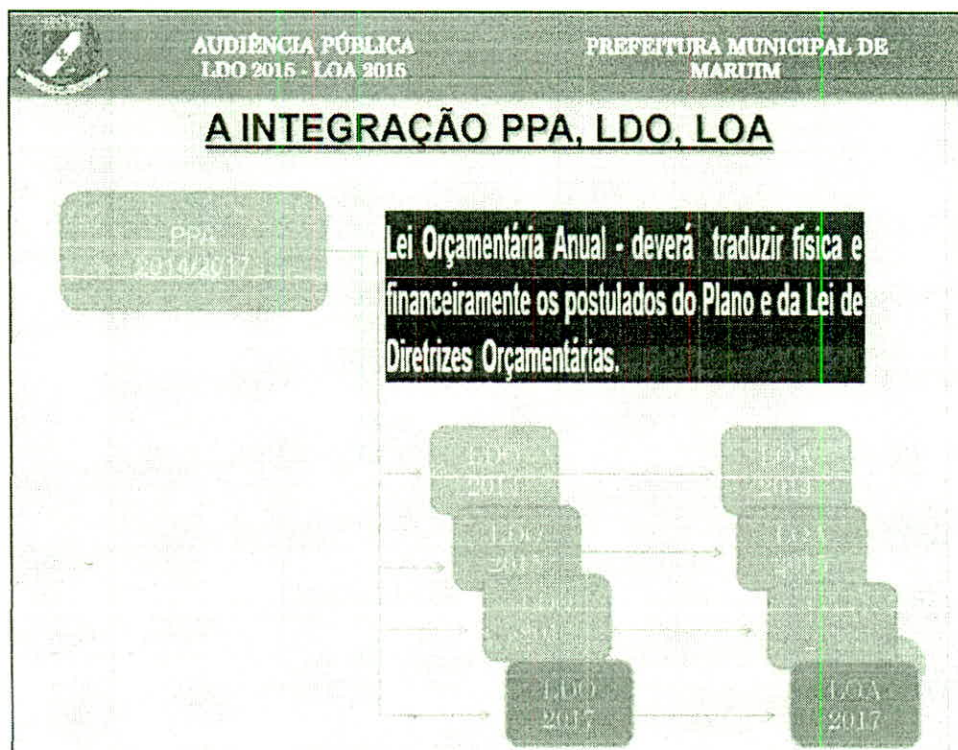 AUDIÊNCIA PÚBLICA
LDO 2015 - LOA 2015
PREFEITURA MUNICIPAL DE
MARUIM
A INTEGRAÇÃO PPA, LDO, LOA
PPA
2014/2017
Lei Orçamentária Anual - deverá traduzir física e
financeiramente os postulados do Plano e da Lei de
Diretrizes Orçamentárias.
LDO
LOA
LDO
LOA
LDO
LDO
2017
LOA
2017